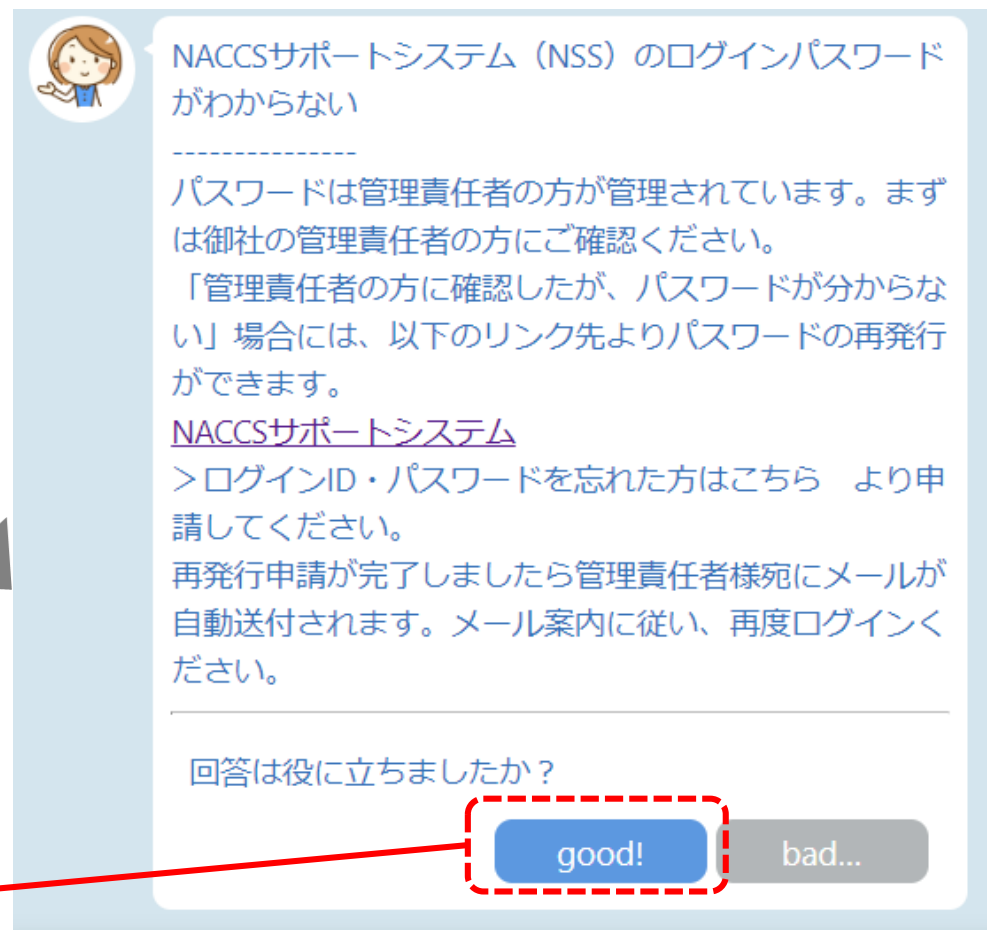 NACCSサポートシステム（NSS）のログインパスワード
がわからない
---------------
パスワードは管理責任者の方が管理されています。まず
は御社の管理責任者の方にご確認ください。
「管理責任者の方に確認したが、パスワードが分からな
い」場合には、以下のリンク先よりパスワードの再発行
ができます。
NACCSサポートシステム
＞ログインID・パスワードを忘れた方はこちら　より申
請してください。
再発行申請が完了しましたら管理責任者様宛にメールが
自動送付されます。メール案内に従い、再度ログインく
ださい。
回答は役に立ちましたか？
good!
bad...